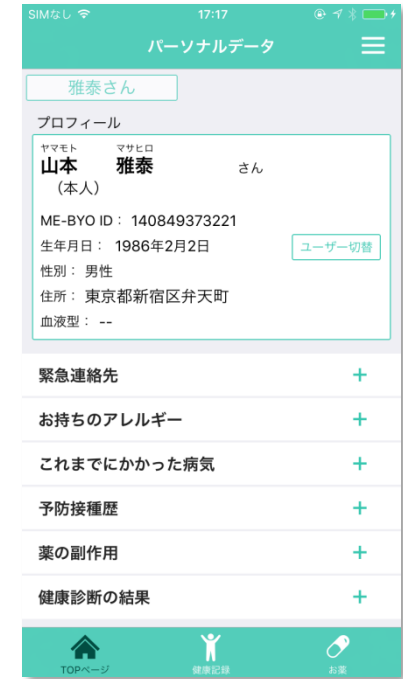 SIMなし 17:17
パーソナルデータ
雅泰さん
プロフィール
ヤマモト マサヒロ
山本 雅泰 さん
（本人）
ME-BYO ID： 140849373221
生年月日： 1986年2月2日
ユーザー切替
性別： 男性
住所： 東京都新宿区弁天町
血液型： --
緊急連絡先 +
お持ちのアレルギー +
これまでにかかった病気 +
予防接種歴 +
薬の副作用 +
健康診断の結果 +
TOPページ 健康記録 お薬